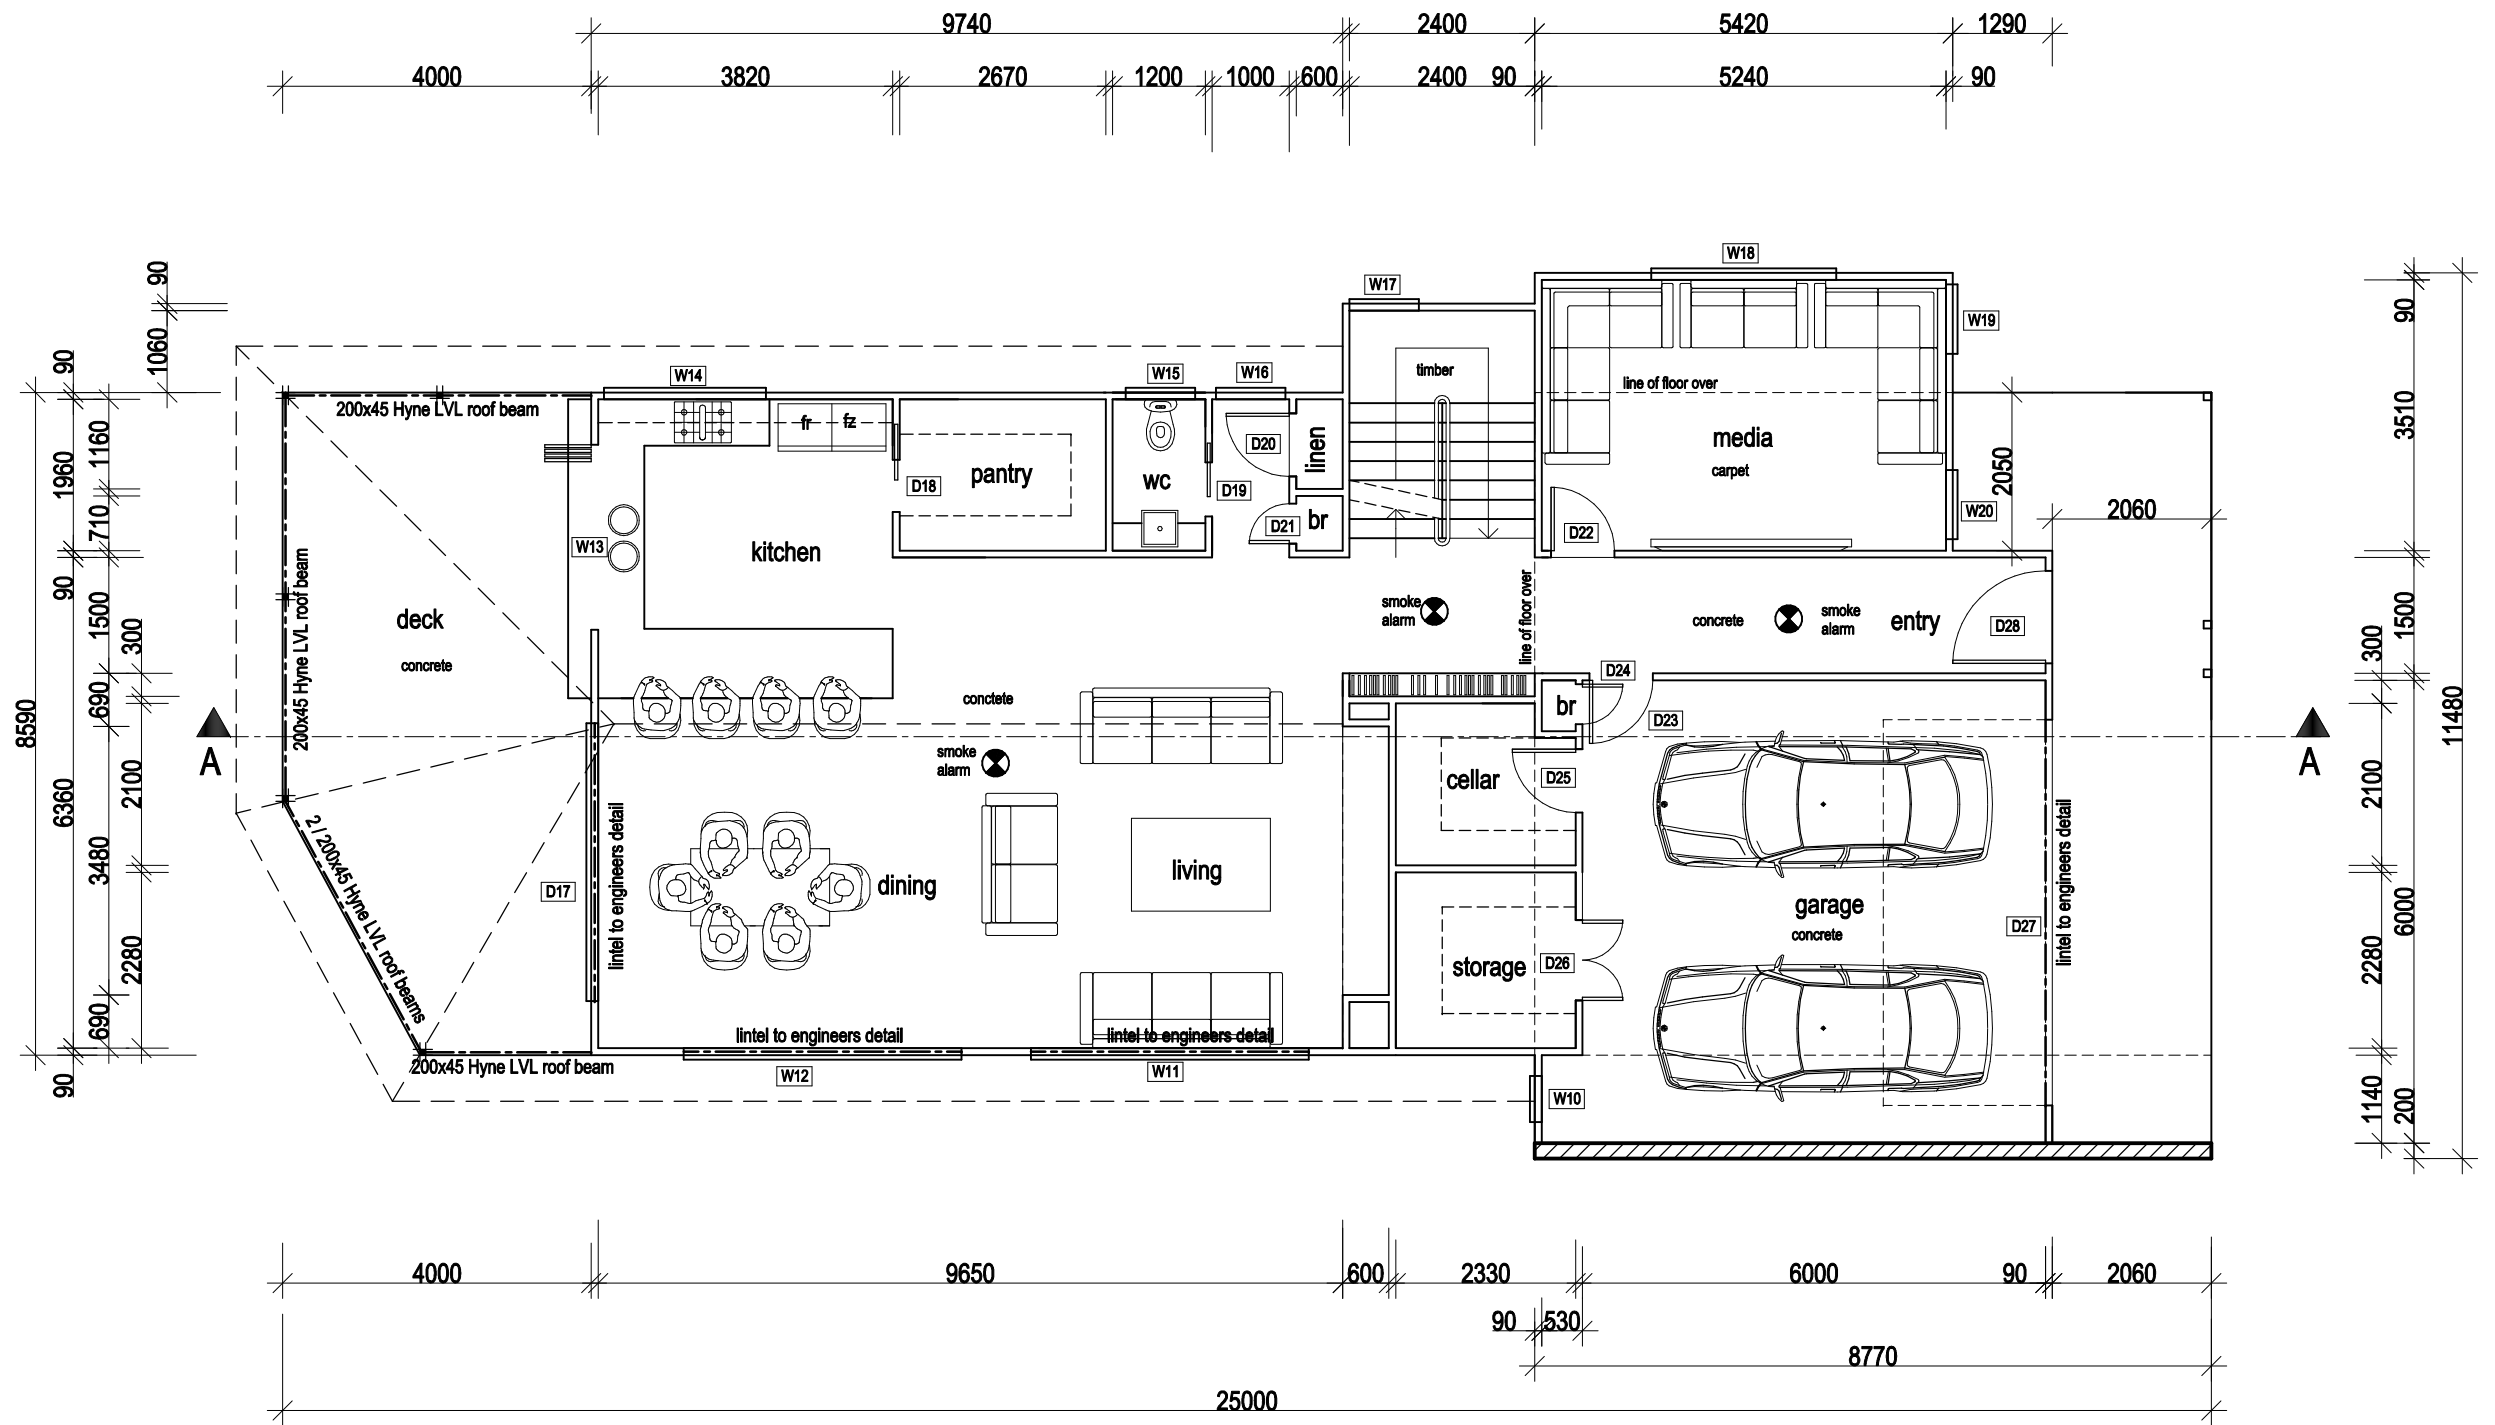 9740
2400
5420
1290
4000
3820
2670
1200
1000
600
2400
90
5240
90
W18
W17
90
90
W19
1060
90
timber
W14
W15
W16
line of floor over
200x45 Hyne LVL roof beam
fr
fz
3510
1160
1960
D20
linen
media
carpet
2050
pantry
wc
D18
D19
W20
2060
710
D21
br
D22
W13
kitchen
200x45 Hyne LVL roof beam
90
1500
300
deck
concrete
smoke
alarm
line of floor over
concrete
smoke
alarm
entry
D28
1500
300
D24
690
conctete
br
D23
8590
A
smoke
alarm
11480
A
2100
6360
cellar
D25
2100
2 / 200x45 Hyne LVL roof beams
lintel to engineers detail
3480
D17
dining
living
garage
concrete
D27
lintel to engineers detail
6000
2280
storage
D26
2280
690
lintel to engineers detail
lintel to engineers detail
200x45 Hyne LVL roof beam
90
W12
W11
W10
1140
200
4000
9650
600
2330
6000
90
2060
90
530
8770
25000